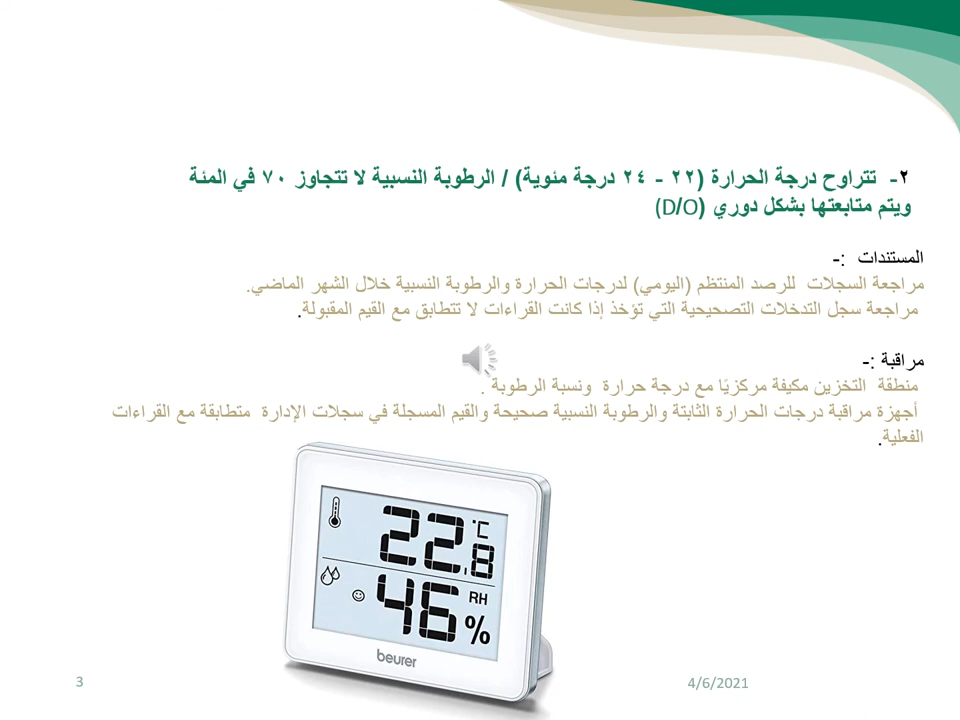 ٢- تتراوح درجة الحرارة (٢٢ - ٢٤ درجة مئوية) / الرطوبة النسبية لا تتجاوز ٧٠ في المئة
ويتم متابعتها بشكل دوري (D/O)
المستندات :-
مراجعة السجلات للرصد المنتظم (اليومي) لدرجات الحرارة والرطوبة النسبية خلال الشهر الماضي.
مراجعة سجل التدخلات التصحيحية التي تؤخذ إذا كانت القراءات لا تتطابق مع القيم المقبولة.
مراقبة :-
منطقة التخزين مكيفة مركزيًا مع درجة حرارة ونسبة الرطوبة .
أجهزة مراقبة درجات الحرارة الثابتة والرطوبة النسبية صحيحة والقيم المسجلة في سجلات الإدارة متطابقة مع القراءات
الفعلية.
22,8 °C
46 RH %
beurer
3
4/6/2021